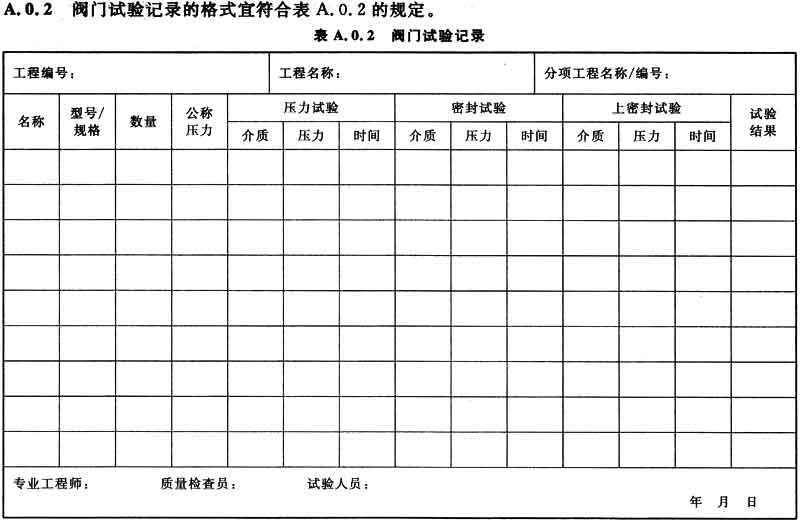 A.0.2 阀门试验记录的格式宜符合表 A.0.2 的规定。
表 A.0.2 阀门试验记录
工程编号： 工程名称： 分项工程名称/编号：
名称 型号/规格 数量 公称压力 压力试验 密封试验 上密封试验 试验结果
介质 压力 时间 介质 压力 时间 介质 压力 时间
专业工程师： 质量检查员： 试验人员：
年 月 日